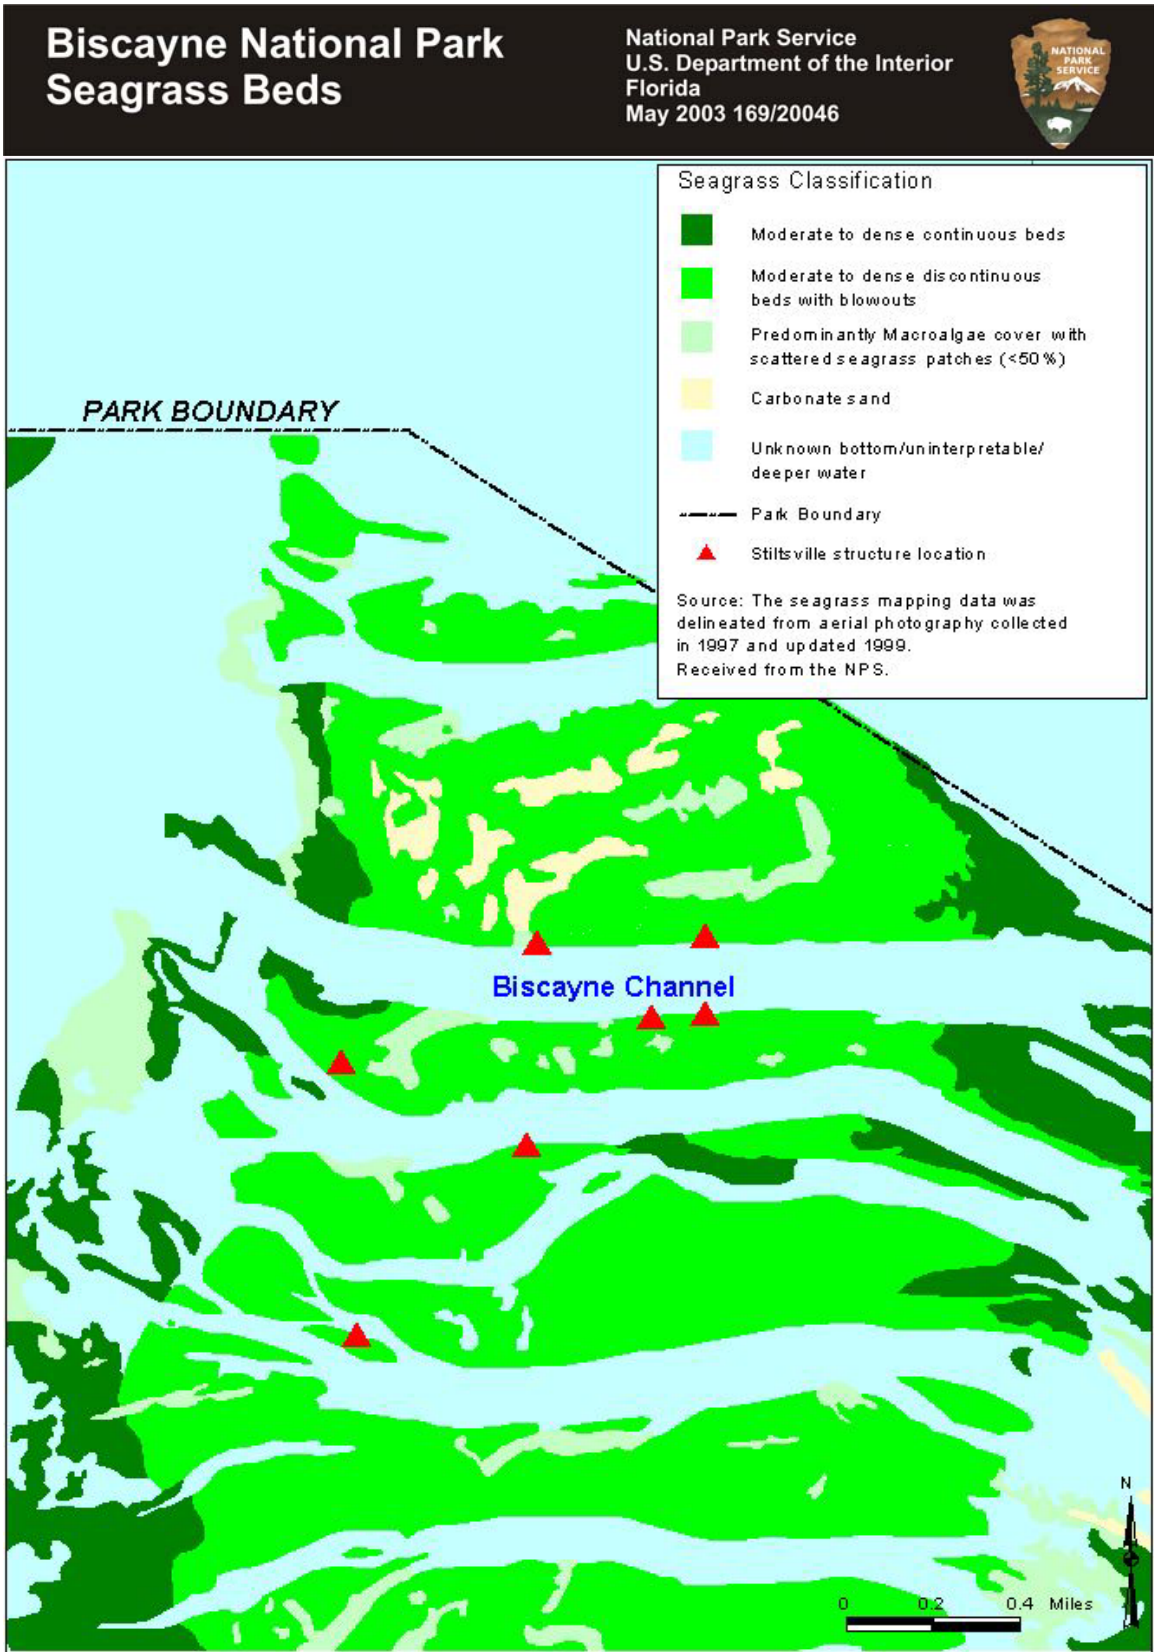 Biscayne National Park
Seagrass Beds
National Park Service
U.S. Department of the Interior
Florida
May 2003 169/20046
NATIONAL
PARK
SERVICE
Seagrass Classification
Moderate to dense continuous beds
Moderate to dense discontinuous
beds with blowouts
Predominantly Macroalgae cover with
scattered seagrass patches (<50%)
Carbonate sand
Unknown bottom/uninterpretable/
deeper water
Park Boundary
Stiltsville structure location
Source: The seagrass mapping data was
delineated from aerial photography collected
in 1997 and updated 1999.
Received from the NPS.
PARK BOUNDARY
Biscayne Channel
N
0 0.2 0.4 Miles